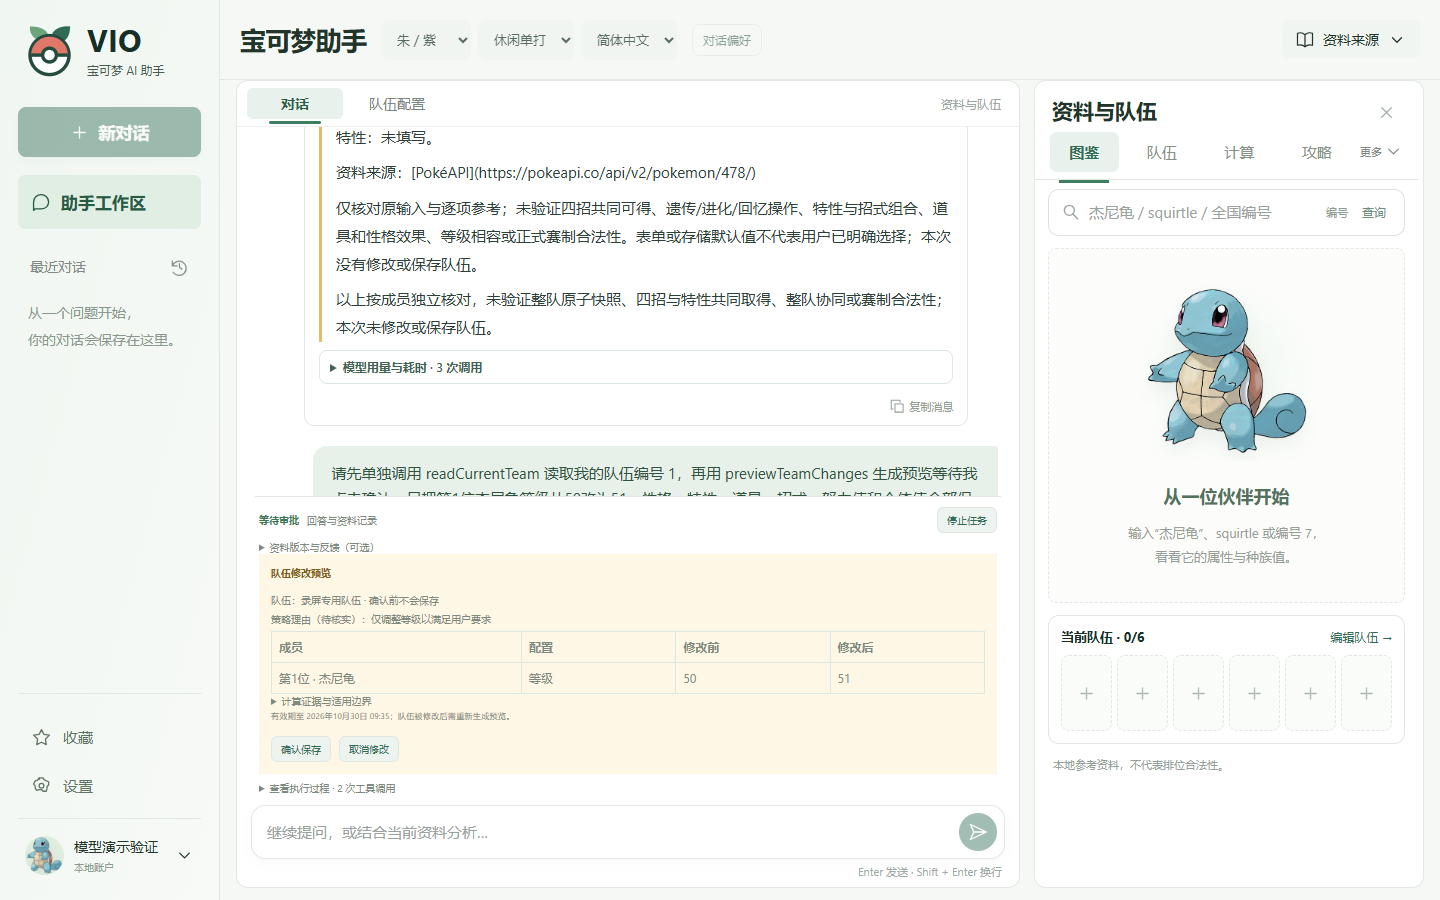 VIO
宝可梦 AI 助手
+ 新对话
助手工作区
最近对话
从一个问题开始，
你的对话会保存在这里。
收藏
设置
模型演示验证
本地账户
宝可梦助手
朱 / 紫
休闲单打
简体中文
对话偏好
资料来源
对话
队伍配置
资料与队伍
特性：未填写。
资料来源：[PokéAPI](https://pokeapi.co/api/v2/pokemon/478/)
仅核对原输入与逐项参考；未验证四招共同可得、遗传/进化/回忆操作、特性与招式组合、道
具和性格效果、等级相容或正式赛制合法性。表单或存储默认值不代表用户已明确选择；本次
没有修改或保存队伍。
以上按成员独立核对，未验证整队原子快照、四招与特性共同取得、整队协同或赛制合法性；
本次未修改或保存队伍。
模型用量与耗时 · 3 次调用
复制消息
请先单独调用 readCurrentTeam 读取我的队伍编号 1，再用 previewTeamChanges 生成预览等待我
等待审批 回答与资料记录
停止任务
资料版本与反馈（可选）
队伍修改预览
队伍：录屏专用队伍 · 确认前不会保存
策略理由（待核实）：仅调整等级以满足用户要求
成员 配置 修改前 修改后
第1位 · 杰尼龟 等级 50 51
计算证据与适用边界
有效期至 2026年10月30日 09:35；队伍被修改后需重新生成预览。
确认保存 取消修改
查看执行过程 · 2 次工具调用
继续提问，或结合当前资料分析...
Enter 发送 · Shift + Enter 换行
资料与队伍
图鉴 队伍 计算 攻略 更多
杰尼龟 / squirtle / 全国编号
编号 查询
从一位伙伴开始
输入“杰尼龟”、squirtle 或编号 7，
看看它的属性与种族值。
当前队伍 · 0/6
编辑队伍 →
+ + + + + +
本地参考资料，不代表排位合法性。